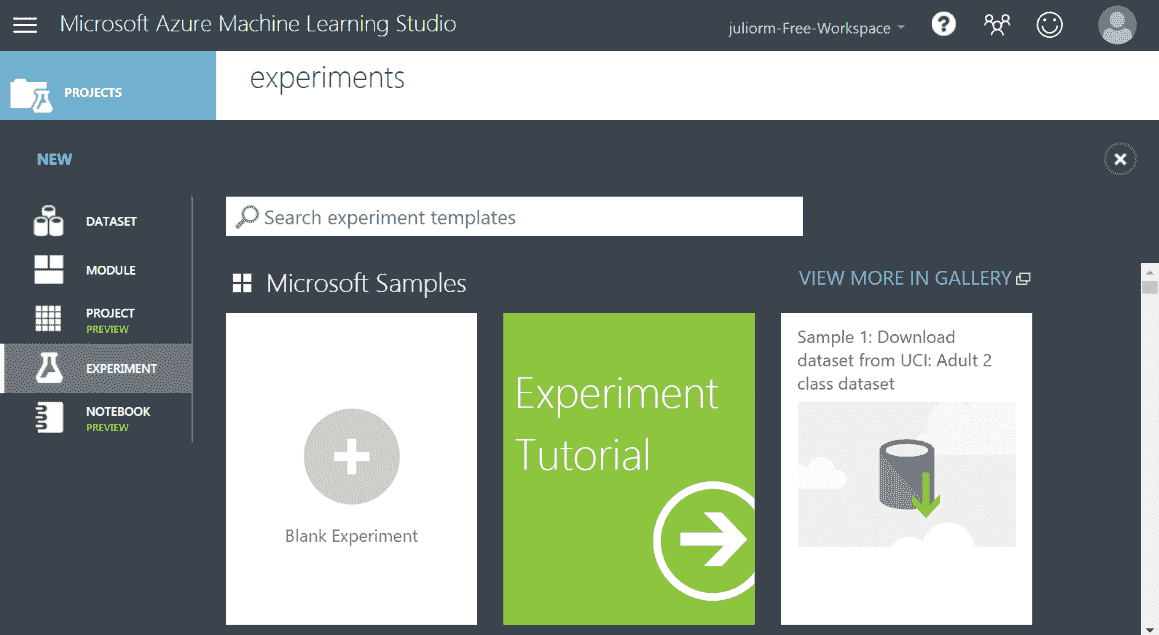 Microsoft Azure Machine Learning Studio
juliorm-Free-Workspace
?
PROJECTS
experiments
NEW
DATASET
MODULE
PROJECT
PREVIEW
EXPERIMENT
NOTEBOOK
PREVIEW
Search experiment templates
Microsoft Samples
VIEW MORE IN GALLERY
Blank Experiment
Experiment
Tutorial
Sample 1: Download
dataset from UCI: Adult 2
class dataset